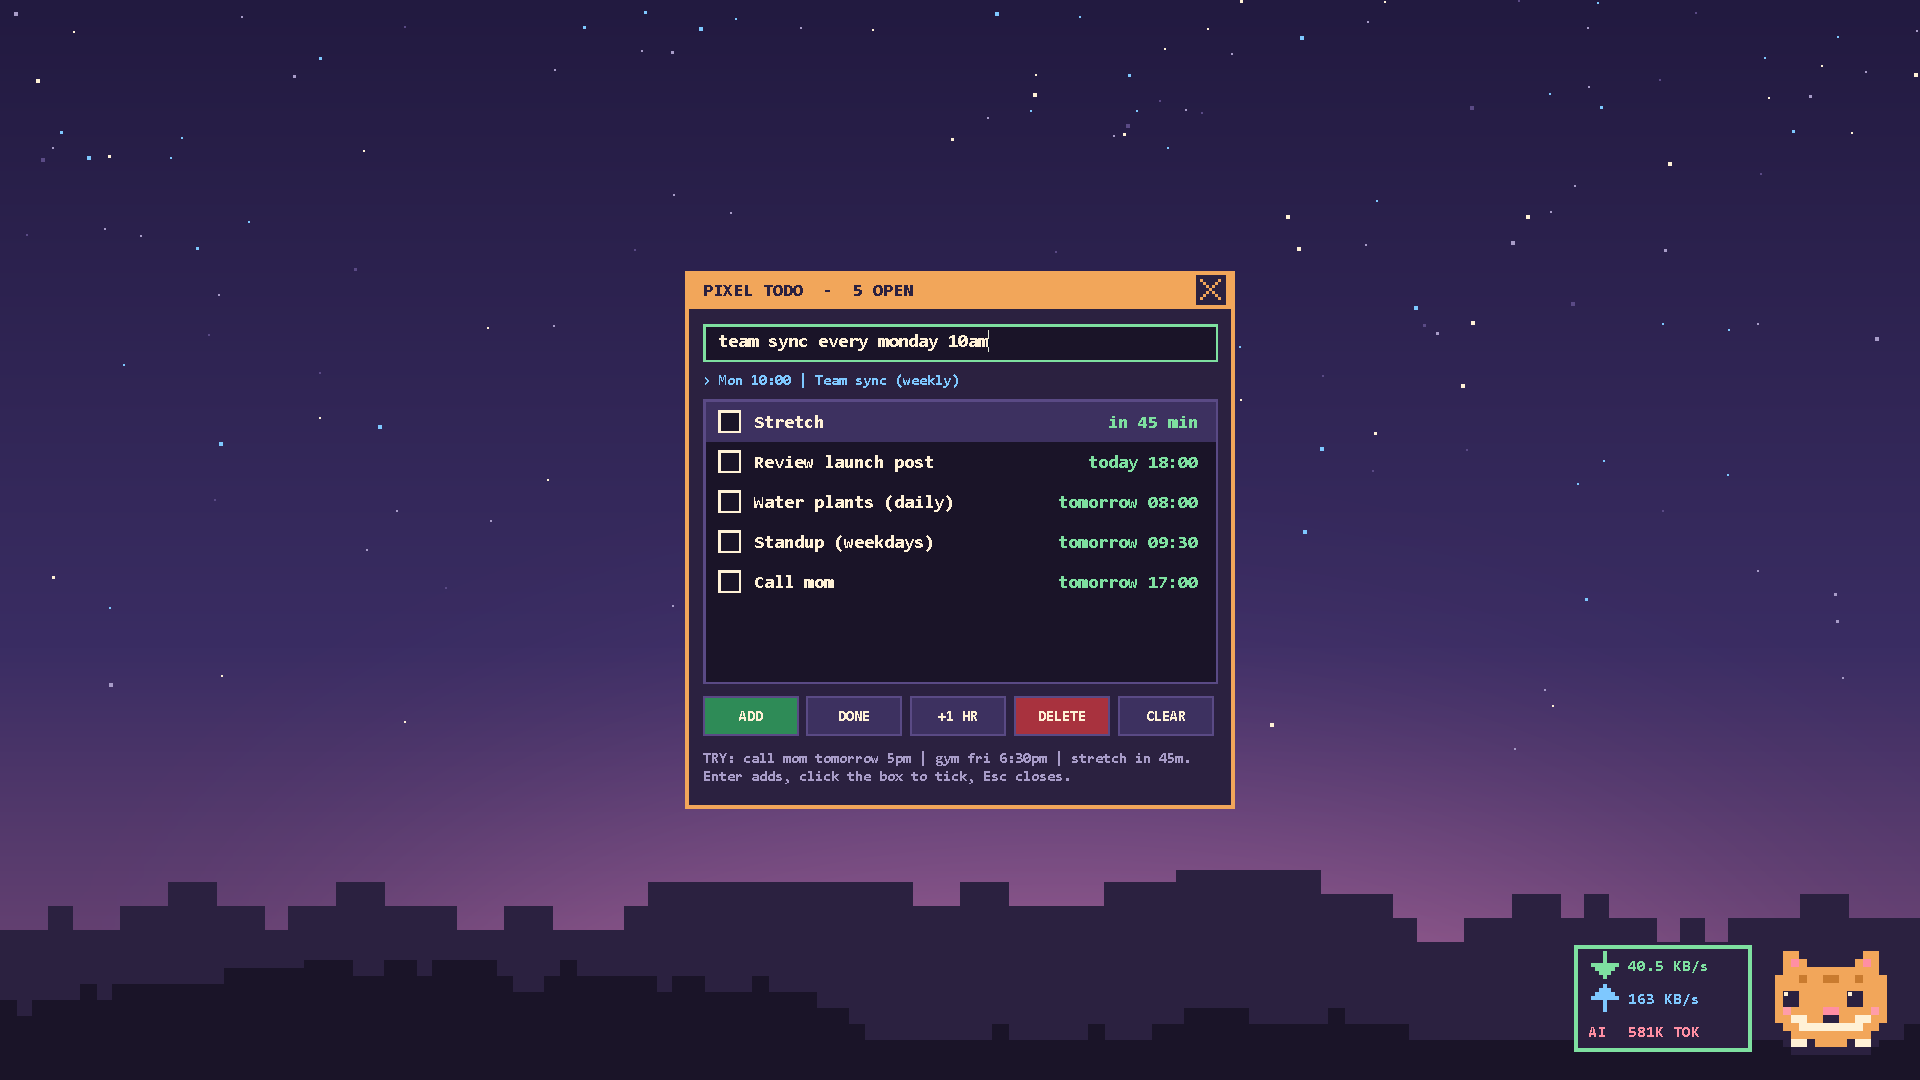 PIXEL TODO - 5 OPEN
team sync every monday 10am
> Mon 10:00 | Team sync (weekly)
Stretch in 45 min
Review launch post today 18:00
Water plants (daily) tomorrow 08:00
Standup (weekdays) tomorrow 09:30
Call mom tomorrow 17:00
ADD DONE +1 HR DELETE CLEAR
TRY: call mom tomorrow 5pm | gym fri 6:30pm | stretch in 45m.
Enter adds, click the box to tick, Esc closes.
40.5 KB/s
163 KB/s
AI 581K TOK